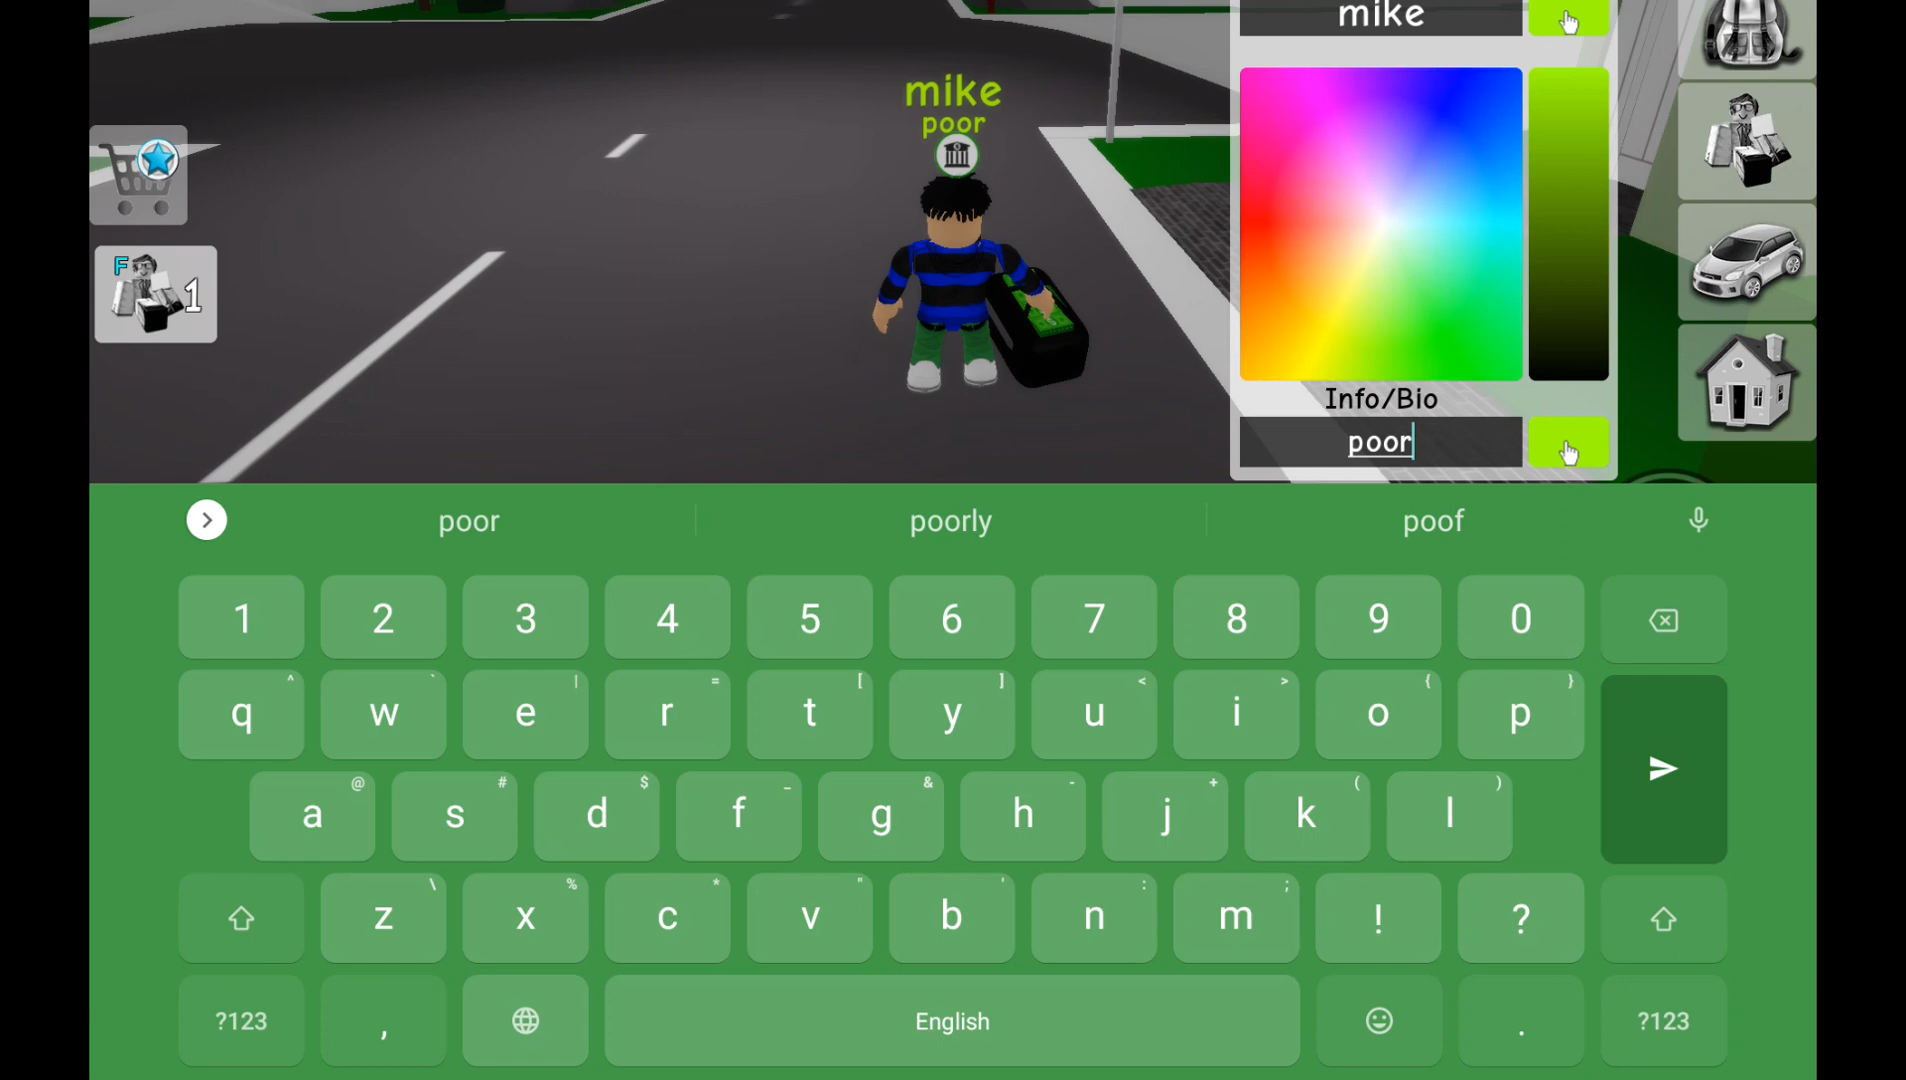 mike
mike
poor
F
1
Info/Bio
poor
poor poorly poof
1 2 3 4 5 6 7 8 9 0
^ ` | = [ ] < > { }
q w e r t y u i o p
@ # $ _ & - + ( )
a s d f g h j k l
\ % * " ' : ;
z x c v b n m ! ?
?123 , English . ?123